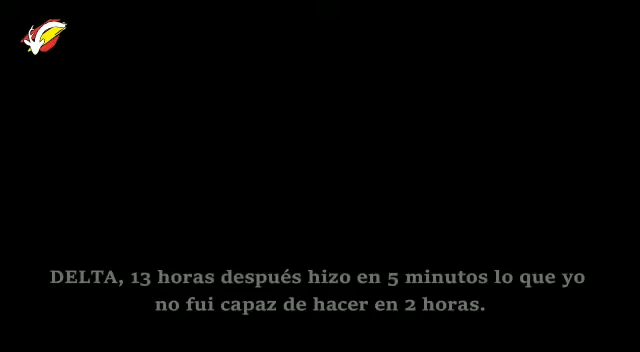 DELTA, 13 horas después hizo en 5 minutos lo que yo
no fui capaz de hacer en 2 horas.